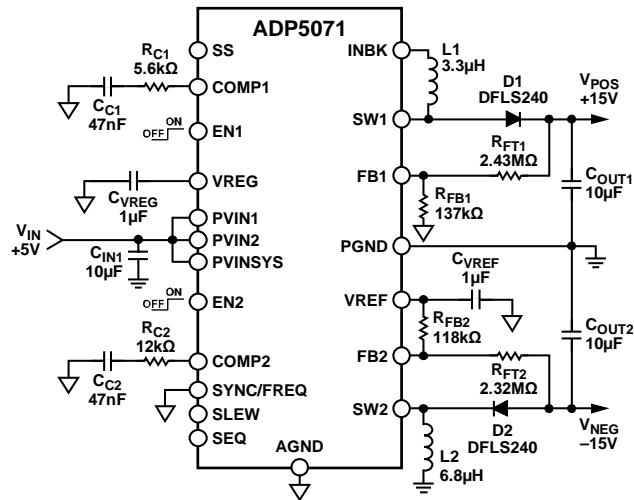 ADP5071
SS
COMP1
EN1
VREG
PVIN1
PVIN2
PVINSYS
EN2
COMP2
SYNC/FREQ
SLEW
SEQ
AGND
INBK
SW1
FB1
PGND
VREF
FB2
SW2
RC1
5.6kΩ
CC1
47nF
ON
OFF
CVREG
1µF
VIN
+5V
CIN1
10µF
ON
OFF
RC2
12kΩ
CC2
47nF
L1
3.3µH
D1
DFLS240
VPOS
+15V
RFT1
2.43MΩ
RFB1
137kΩ
COUT1
10µF
CVREF
1µF
RFB2
118kΩ
COUT2
10µF
RFT2
2.32MΩ
D2
DFLS240
VNEG
–15V
L2
6.8µH